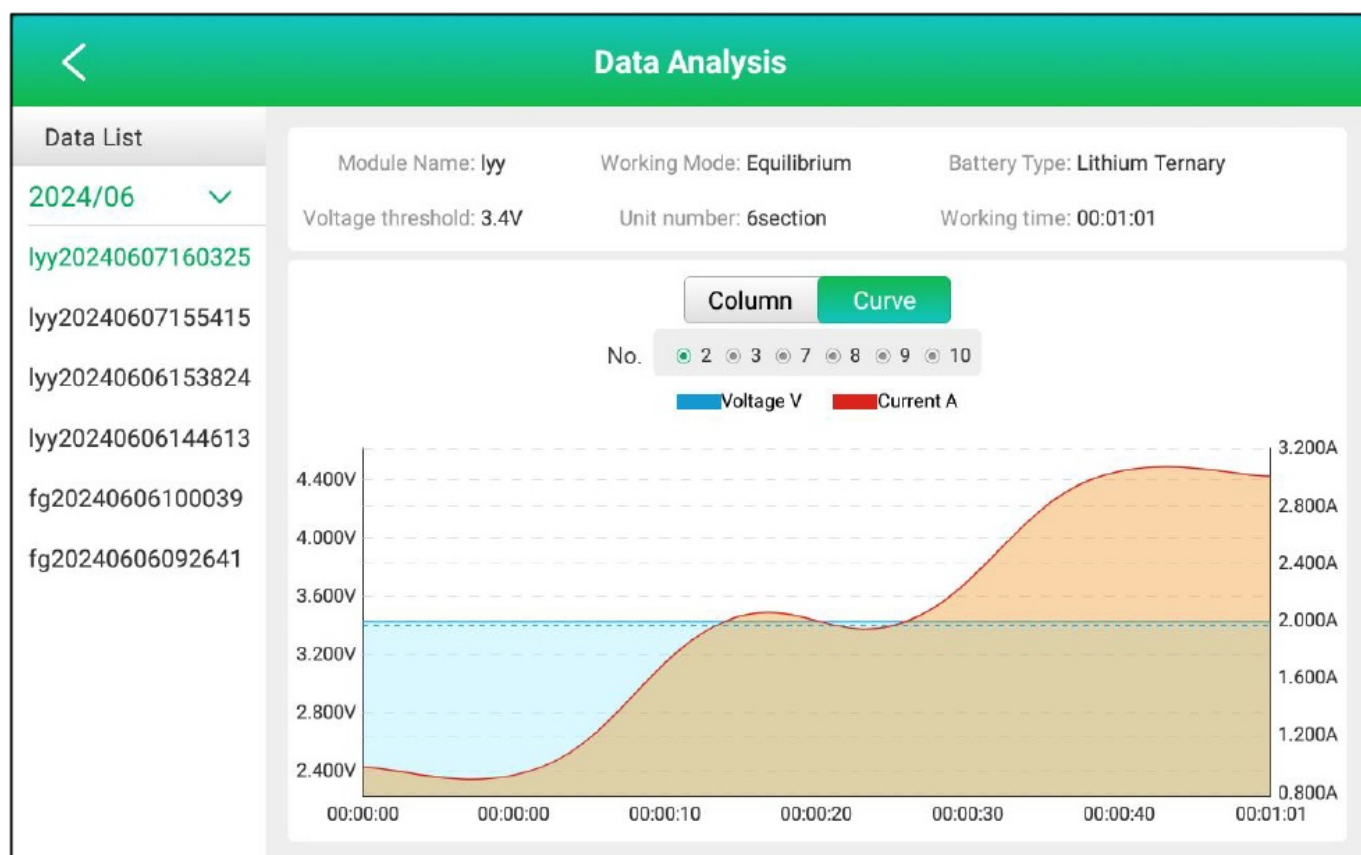 Data Analysis
Data List
2024/06
lyy20240607160325
lyy20240607155415
lyy20240606153824
lyy20240606144613
fg20240606100039
fg20240606092641
Module Name: lyy Working Mode: Equilibrium Battery Type: Lithium Ternary
Voltage threshold: 3.4V Unit number: 6section Working time: 00:01:01
Column Curve
No. 2 3 7 8 9 10
Voltage V Current A
4.400V
4.000V
3.600V
3.200V
2.800V
2.400V
3.200A
2.800A
2.400A
2.000A
1.600A
1.200A
0.800A
00:00:00 00:00:00 00:00:10 00:00:20 00:00:30 00:00:40 00:01:01